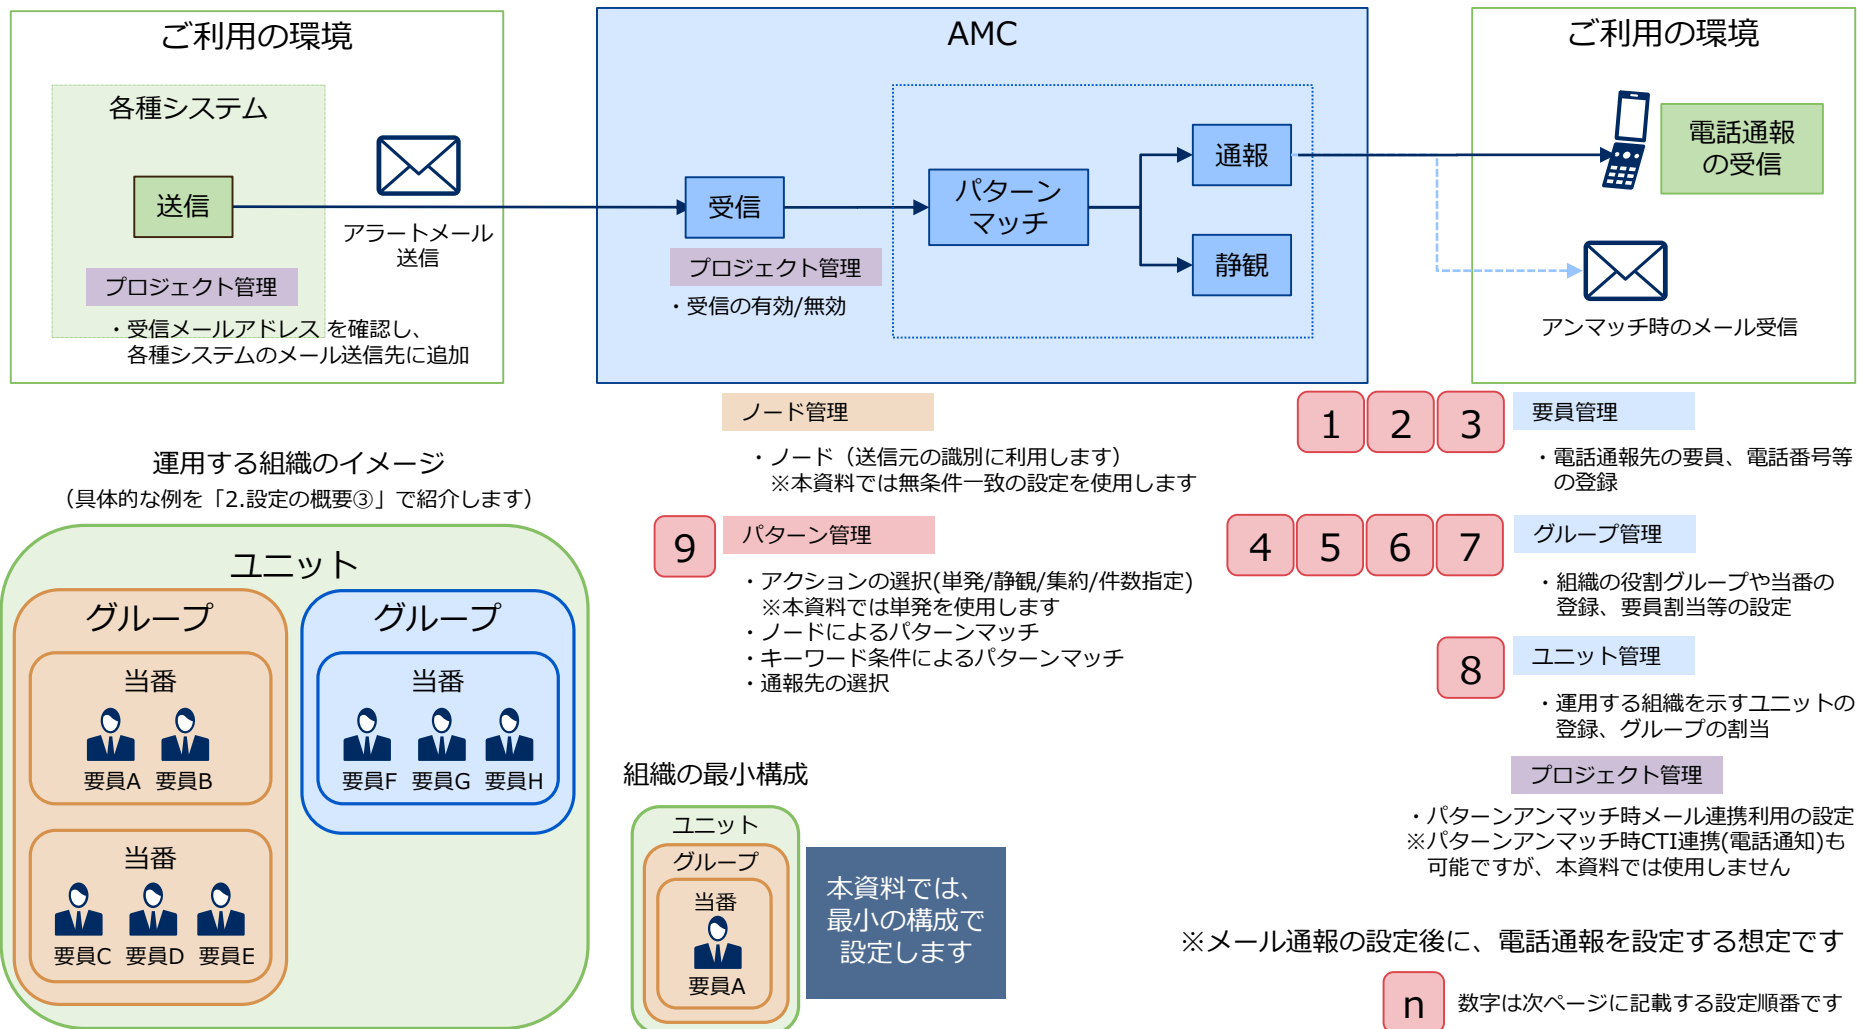 ご利用の環境
各種システム
送信
アラートメール
送信
プロジェクト管理
・受信メールアドレス を確認し、
各種システムのメール送信先に追加
AMC
受信
プロジェクト管理
・受信の有効/無効
パターン
マッチ
通報
静観
ご利用の環境
電話通報
の受信
アンマッチ時のメール受信
ノード管理
・ノード（送信元の識別に利用します）
※本資料では無条件一致の設定を使用します
9
パターン管理
・アクションの選択(単発/静観/集約/件数指定)
※本資料では単発を使用します
・ノードによるパターンマッチ
・キーワード条件によるパターンマッチ
・通報先の選択
1 2 3
要員管理
・電話通報先の要員、電話番号等
の登録
4 5 6 7
グループ管理
・組織の役割グループや当番の
登録、要員割当等の設定
8
ユニット管理
・運用する組織を示すユニットの
登録、グループの割当
プロジェクト管理
・パターンアンマッチ時メール連携利用の設定
※パターンアンマッチ時CTI連携(電話通知)も
可能ですが、本資料では使用しません
運用する組織のイメージ
（具体的な例を「2.設定の概要③」で紹介します）
ユニット
グループ
当番
要員A 要員B
当番
要員C 要員D 要員E
グループ
当番
要員F 要員G 要員H
組織の最小構成
ユニット
グループ
当番
要員A
本資料では、
最小の構成で
設定します
※メール通報の設定後に、電話通報を設定する想定です
n
数字は次ページに記載する設定順番です